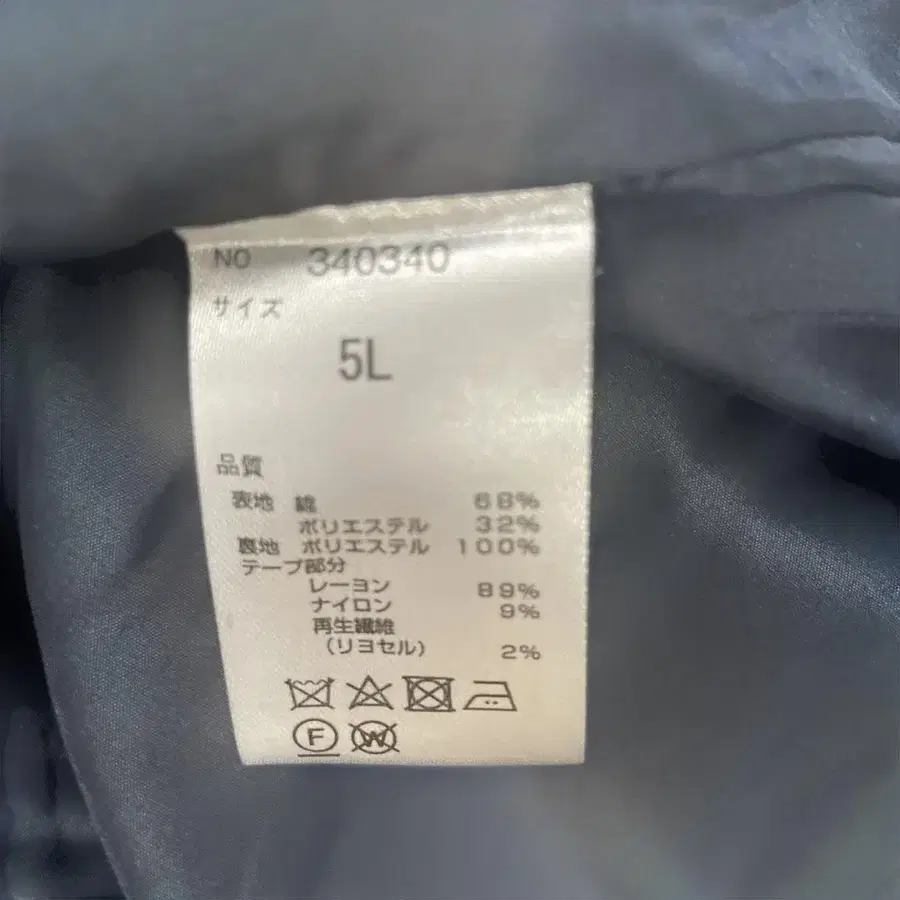 NO 340340
サイズ
5L
品質
表地 綿 68%
ポリエステル 32%
裏地 ポリエステル 100%
テープ部分
レーヨン 89%
ナイロン 9%
再生繊維
(リヨセル) 2%
F W